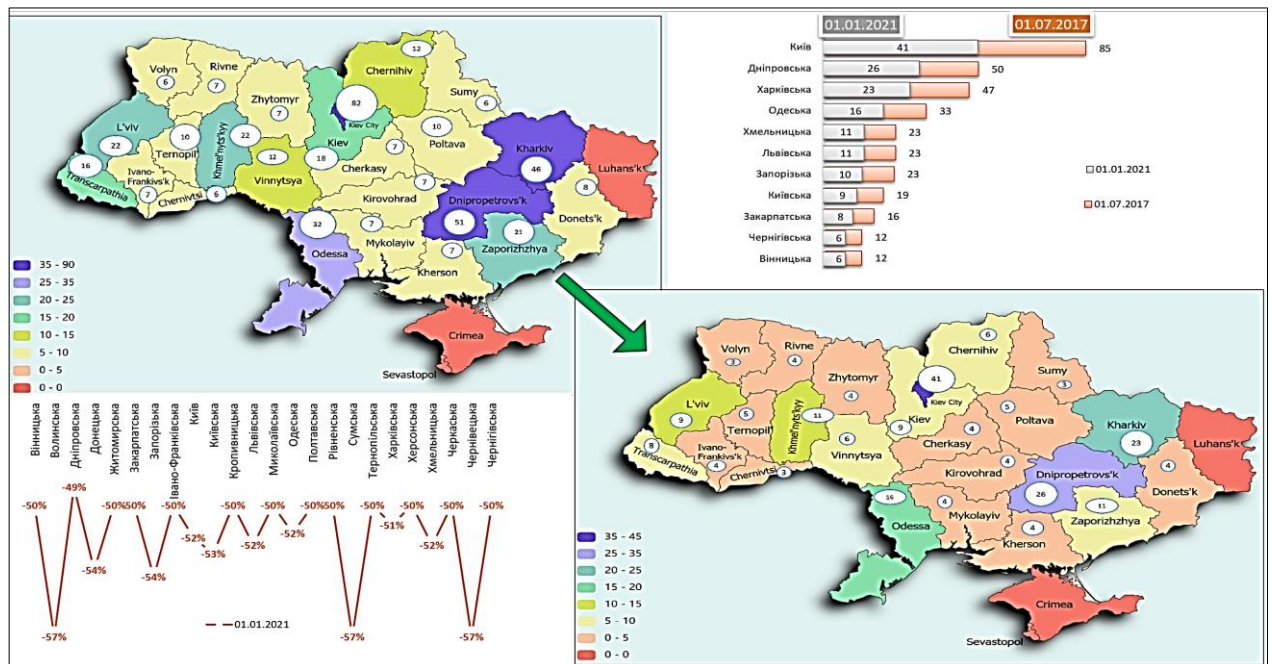 Volyn
6
Rivne
7
Zhytomyr
7
Chernihiv
12
Sumy
6
82
Kiev City
Kiev
18
L'viv
22
Ternopil'
Khmel'nyts'kyy
22
12
Vinnytsya
Cherkasy
7
10
Poltava
Kharkiv
46
Luhans'k
16
Transcarpathia
Ivano-
Frankivs'k
7
Chernivtsi
6
Kirovohrad
7
Dnipropetrovs'k
51
8
Donets'k
32
Odessa
7
Mykolayiv
7
Kherson
21
Zaporizhzhya
Crimea
Sevastopol
35 - 90
25 - 35
20 - 25
15 - 20
10 - 15
5 - 10
0 - 5
0 - 0
01.01.2021 01.07.2017
Київ 41 85
Дніпровська 26 50
Харківська 23 47
Одеська 16 33
Хмельницька 11 23
Львівська 11 23
Запорізька 10 23
Київська 9 19
Закарпатська 8 16
Чернігівська 6 12
Вінницька 6 12
01.01.2021
01.07.2017
Вінницька
Волинська
Дніпровська
Донецька
Житомирська
Закарпатська
Запорізька
Івано-Франківська
Київ
Київська
Кропивницька
Львівська
Миколаївська
Одеська
Полтавська
Рівненська
Сумська
Тернопільська
Харківська
Херсонська
Хмельницька
Черкаська
Чернівецька
Чернігівська
-50%
-57%
-49%
-54%
-50%
-50%
-54%
-50%
-52%
-53%
-50%
-52%
-50%
-52%
-50%
-50%
-57%
-50%
-51%
-50%
-52%
-50%
-57%
-50%
01.01.2021
Volyn
3
Rivne
4
Zhytomyr
4
6
Chernihiv
Sumy
3
41
Kiev City
Kiev
9
L'viv
9
5
Ternopil'
Khmel'nyts'kyy
11
6
Vinnytsya
Cherkasy
4
5
Poltava
Kharkiv
23
Luhans'k
8
Transcarpathia
Ivano-
Frankivs'k
4
Chernivtsi
3
Kirovohrad
4
Dnipropetrovs'k
26
4
Donets'k
16
Odessa
4
Mykolayiv
4
Kherson
11
Zaporizhzhya
Crimea
Sevastopol
35 - 45
25 - 35
20 - 25
15 - 20
10 - 15
5 - 10
0 - 5
0 - 0